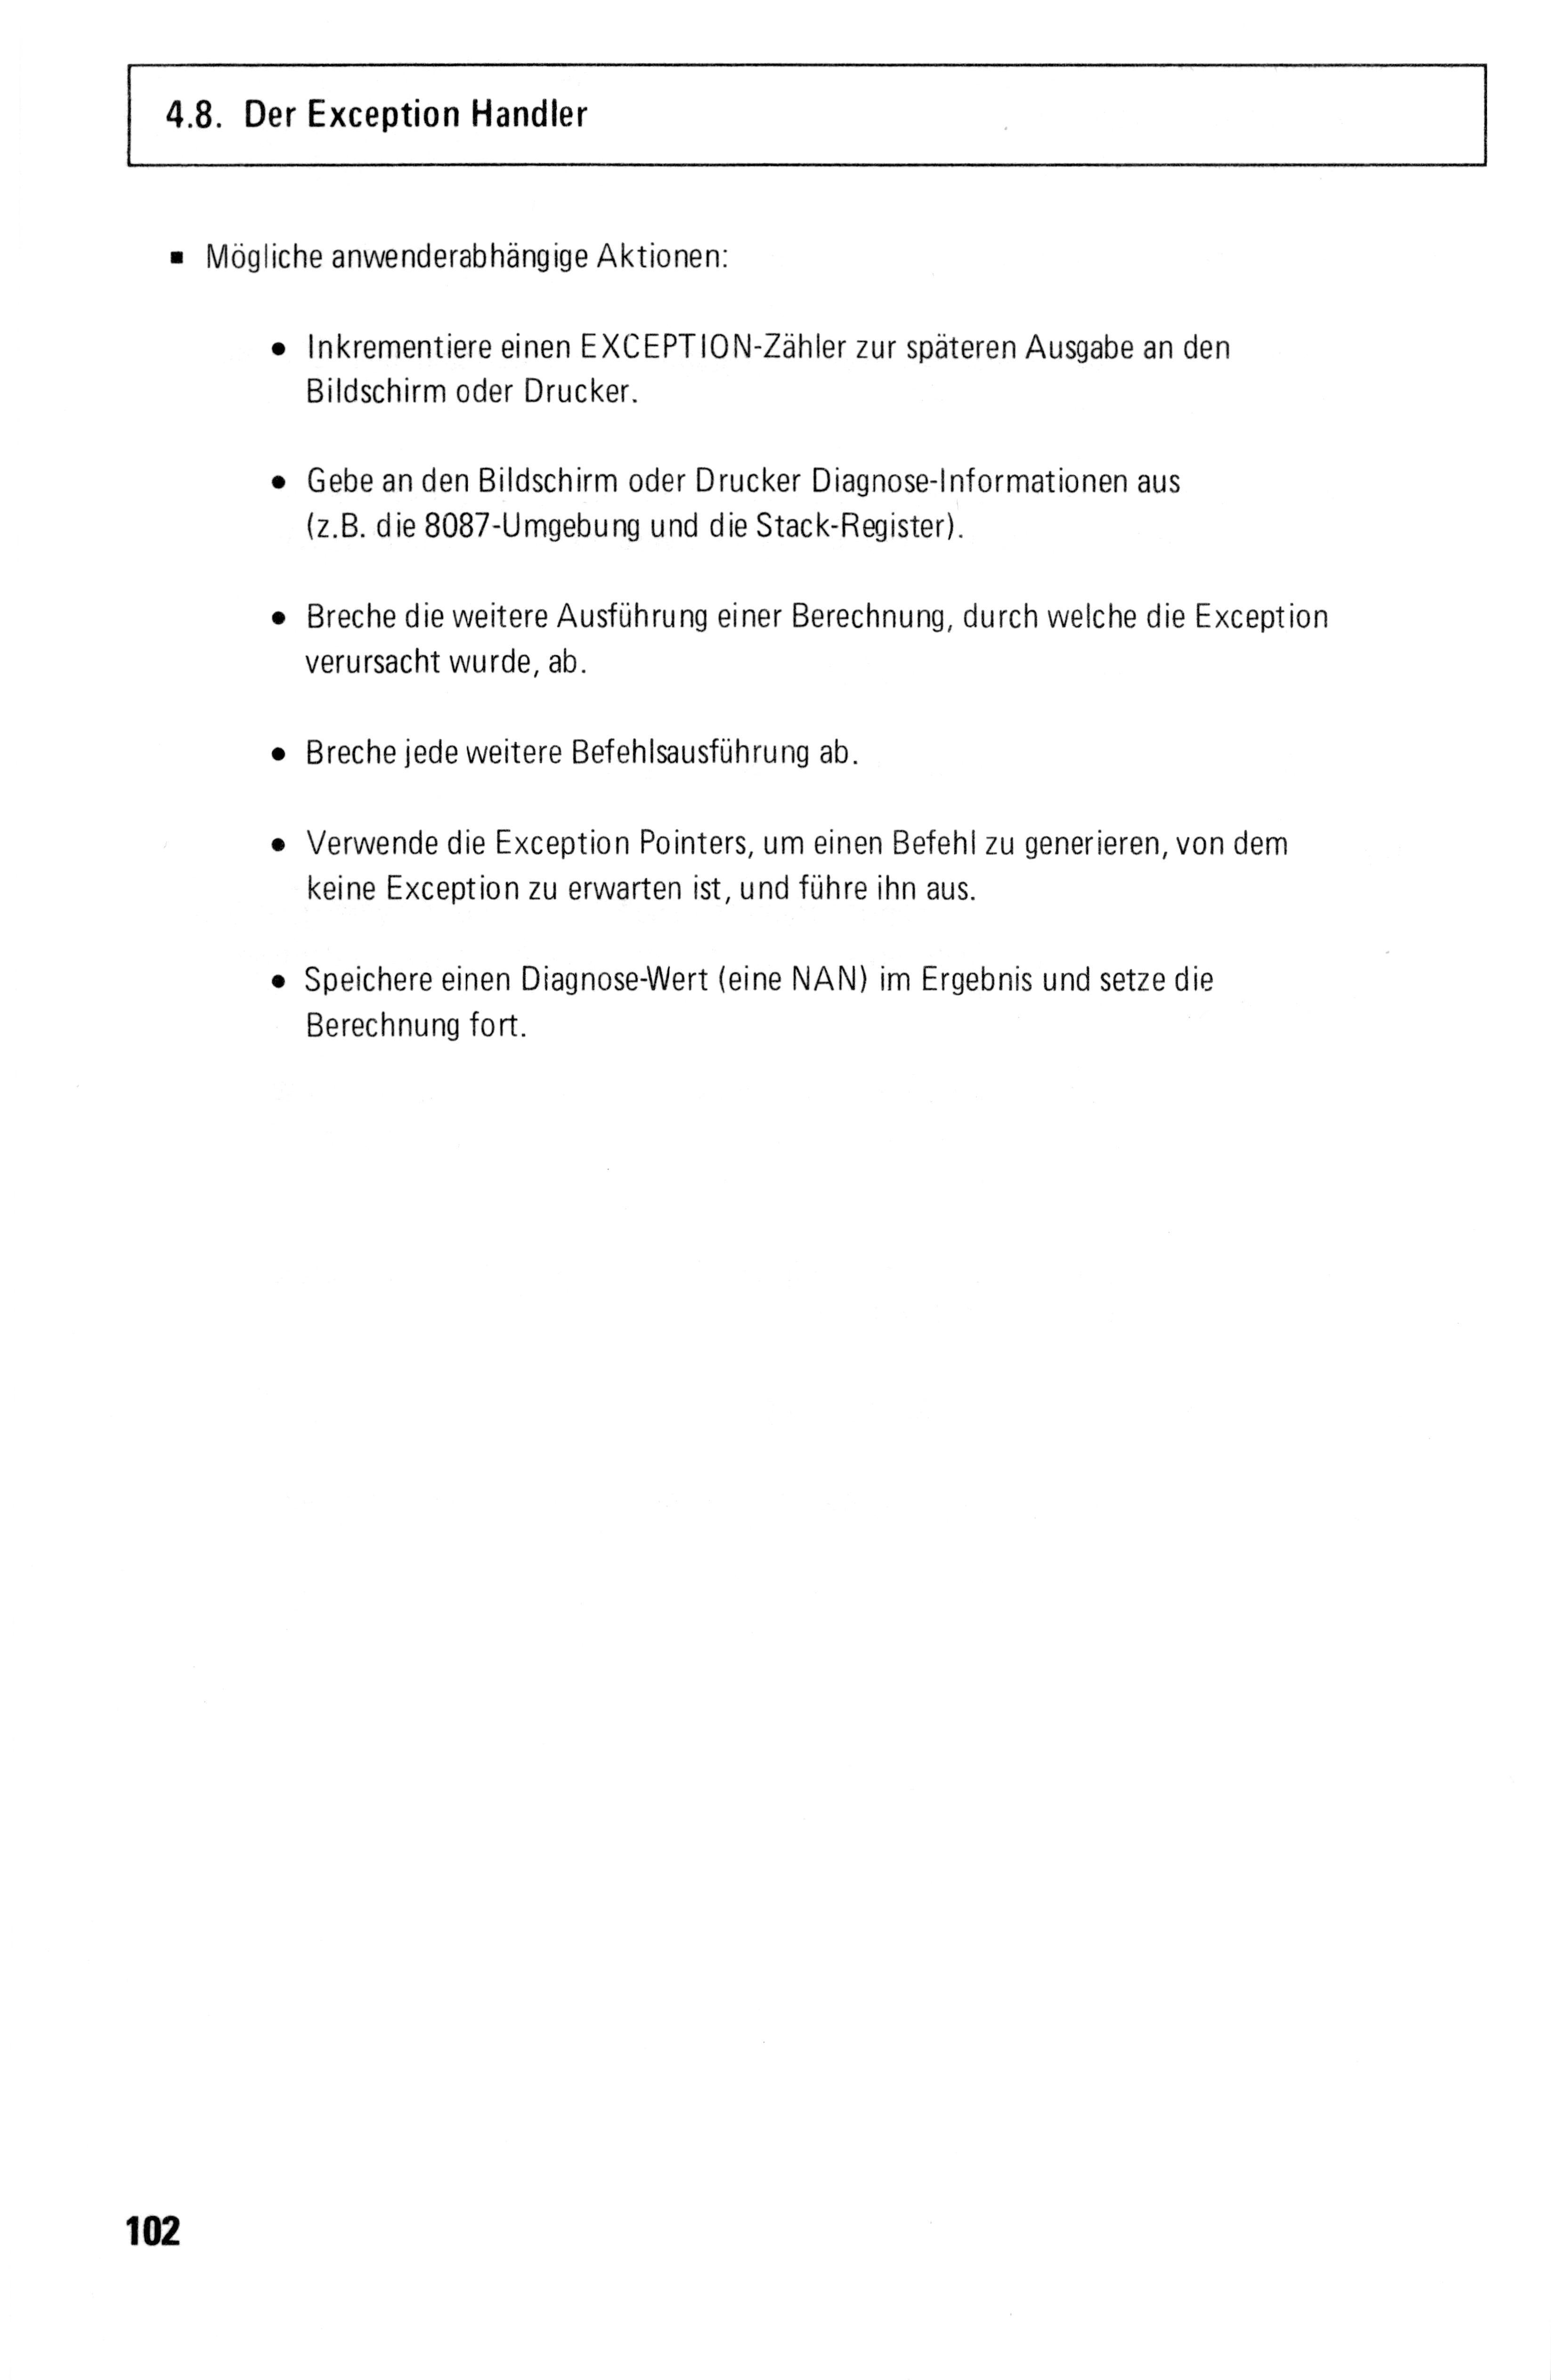 4.8. Der Exception Handler
▪ Mögliche anwenderabhängige Aktionen:
• Inkrementiere einen EXCEPTION-Zähler zur späteren Ausgabe an den
Bildschirm oder Drucker.
• Gebe an den Bildschirm oder Drucker Diagnose-Informationen aus
(z.B. die 8087-Umgebung und die Stack-Register).
• Breche die weitere Ausführung einer Berechnung, durch welche die Exception
verursacht wurde, ab.
• Breche jede weitere Befehlsausführung ab.
• Verwende die Exception Pointers, um einen Befehl zu generieren, von dem
keine Exception zu erwarten ist, und führe ihn aus.
• Speichere einen Diagnose-Wert (eine NAN) im Ergebnis und setze die
Berechnung fort.
102